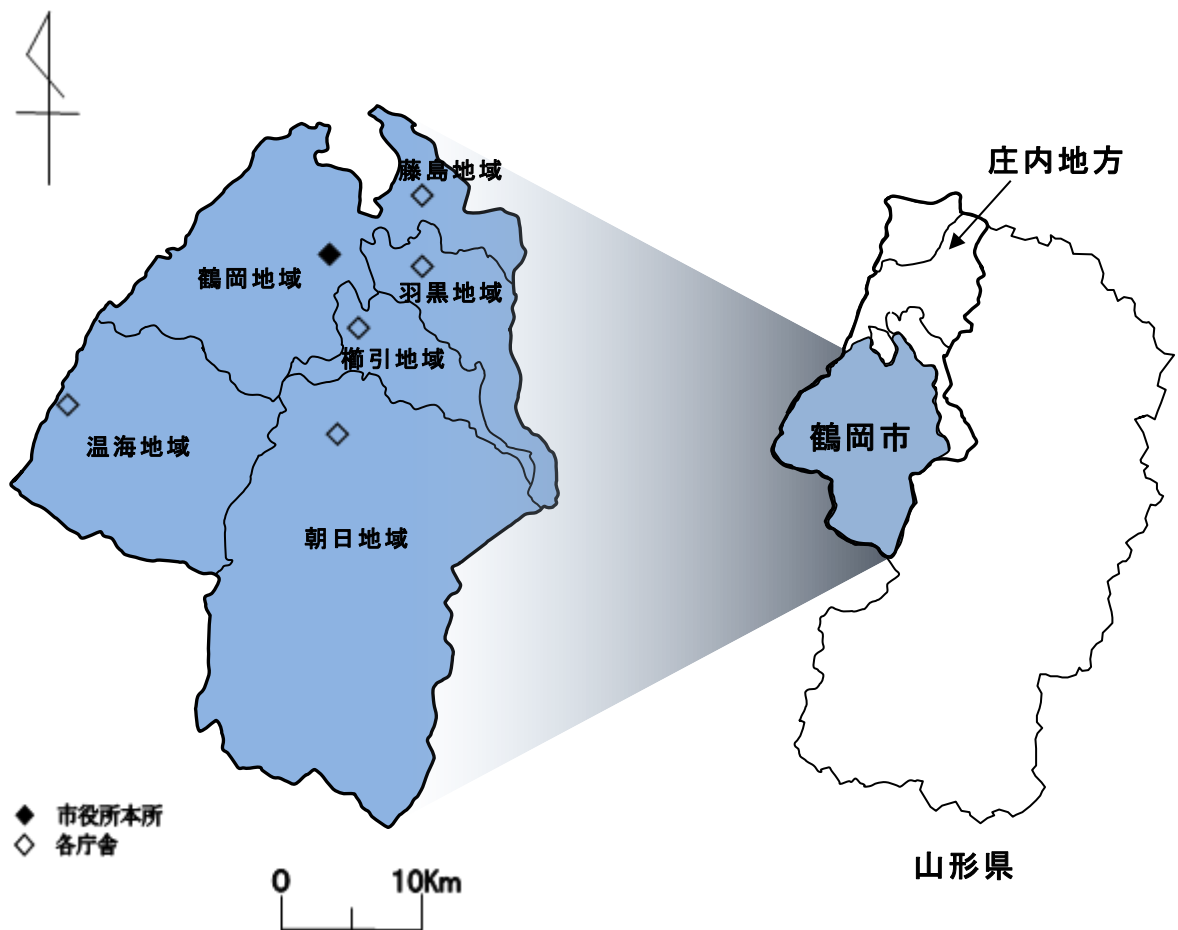 庄内地方
藤島地域
鶴岡地域
羽黒地域
櫛引地域
温海地域
鶴岡市
朝日地域
市役所本所
各庁舎
山形県
0 10Km